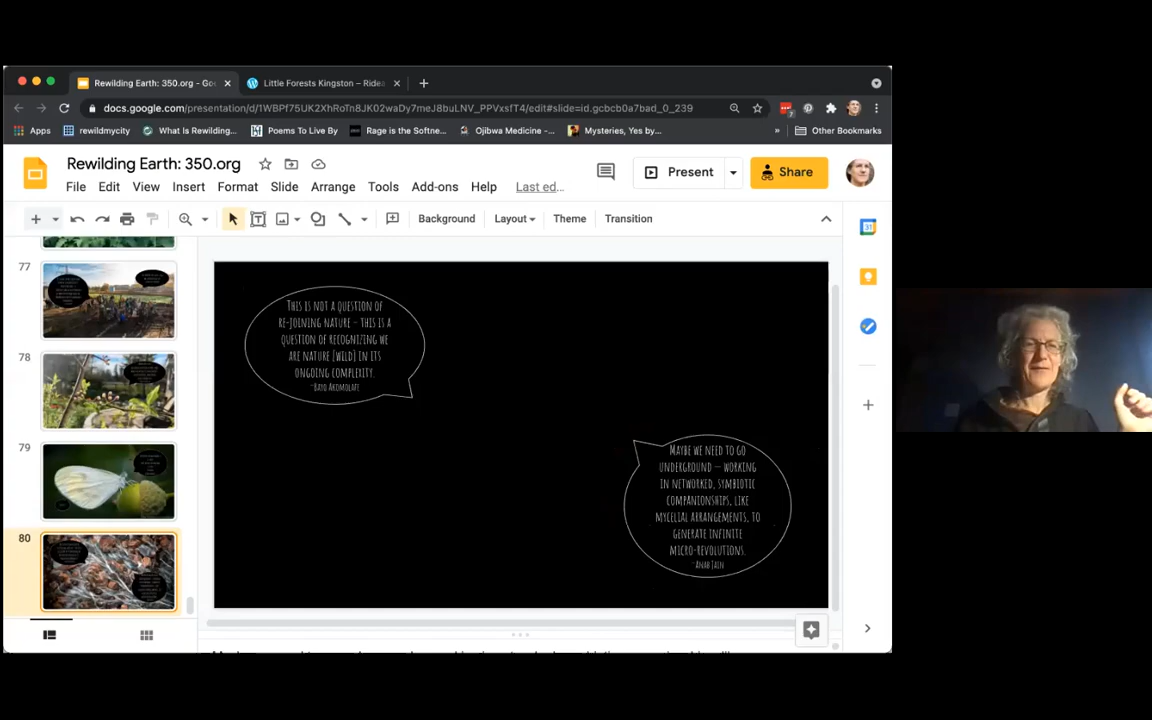 Rewilding Earth: 350.org - Go
Little Forests Kingston – Ridea
docs.google.com/presentation/d/1WBPf75UK2XhRoTn8JK02waDy7meJ8buLNV_PPVxsfT4/edit#slide=id.gcbcb0a7bad_0_239
Apps
rewildmycity
What Is Rewilding...
Poems To Live By
Rage is the Softne...
Ojibwa Medicine -...
Mysteries, Yes by...
»
Other Bookmarks
Rewilding Earth: 350.org
File Edit View Insert Format Slide Arrange Tools Add-ons Help Last ed...
Present
Share
Background Layout Theme Transition
77
78
79
80
This is not a question of
re-joining nature – this is a
question of recognizing we
are nature [wild] in its
ongoing complexity.
~Bayo Akomolafe
Maybe we need to go
underground — working
in networked, symbiotic
companionships, like
mycelial arrangements, to
generate infinite
micro-revolutions.
~Anab Jain